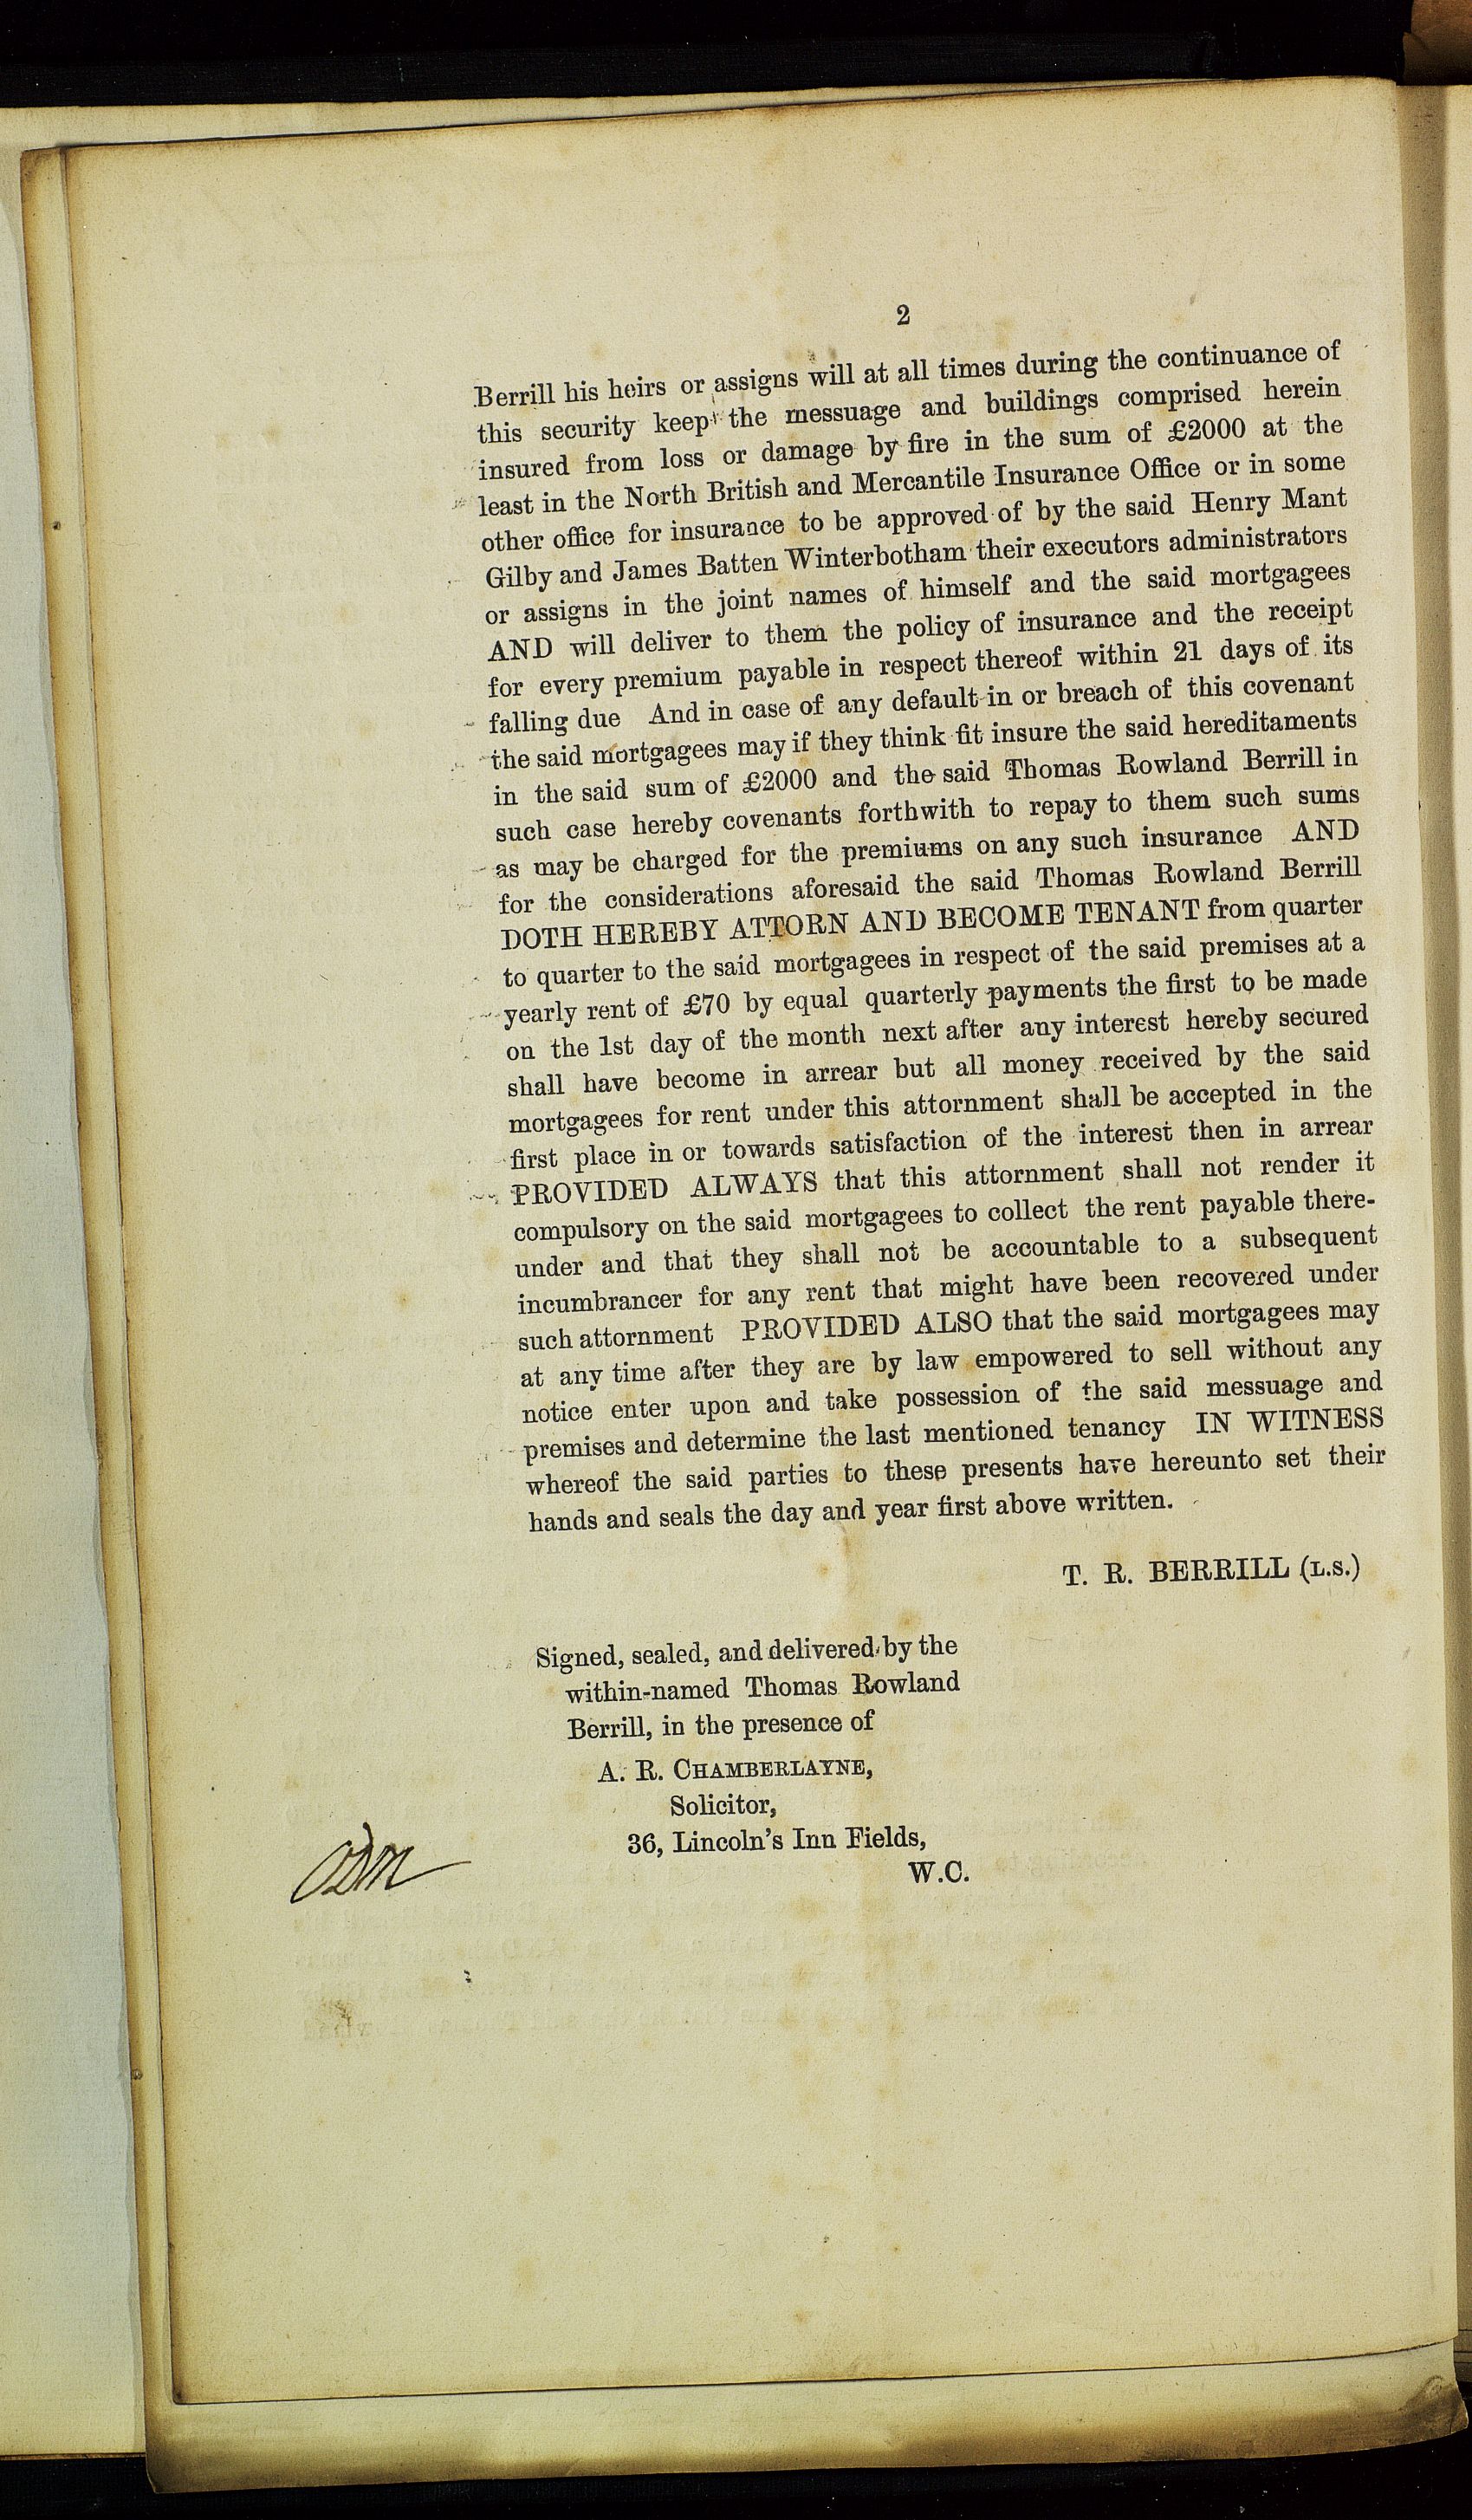 2
Berrill his heirs or assigns will at all times during the continuance of
this security keep the messuage and buildings comprised herein
insured from loss or damage by fire in the sum of £2000 at the
least in the North British and Mercantile Insurance Office or in some
other office for insurance to be approved of by the said Henry Mant
Gilby and James Batten Winterbotham their executors administrators
or assigns in the joint names of himself and the said mortgagees
AND will deliver to them the policy of insurance and the receipt
for every premium payable in respect thereof within 21 days of its
falling due And in case of any default in or breach of this covenant
the said mortgagees may if they think fit insure the said hereditaments
in the said sum of £2000 and the said Thomas Rowland Berrill in
such case hereby covenants forthwith to repay to them such sums
as may be charged for the premiums on any such insurance AND
for the considerations aforesaid the said Thomas Rowland Berrill
DOTH HEREBY ATTORN AND BECOME TENANT from quarter
to quarter to the said mortgagees in respect of the said premises at a
yearly rent of £70 by equal quarterly payments the first to be made
on the 1st day of the month next after any interest hereby secured
shall have become in arrear but all money received by the said
mortgagees for rent under this attornment shall be accepted in the
first place in or towards satisfaction of the interest then in arrear
PROVIDED ALWAYS that this attornment shall not render it
compulsory on the said mortgagees to collect the rent payable there-
under and that they shall not be accountable to a subsequent
incumbrancer for any rent that might have been recovered under
such attornment PROVIDED ALSO that the said mortgagees may
at any time after they are by law empowered to sell without any
notice enter upon and take possession of the said messuage and
premises and determine the last mentioned tenancy IN WITNESS
whereof the said parties to these presents have hereunto set their
hands and seals the day and year first above written.
T. R. BERRILL (L.S.)
Signed, sealed, and delivered by the
within-named Thomas Rowland
Berrill, in the presence of
A. R. CHAMBERLAYNE,
Solicitor,
36, Lincoln's Inn Fields,
W.C.